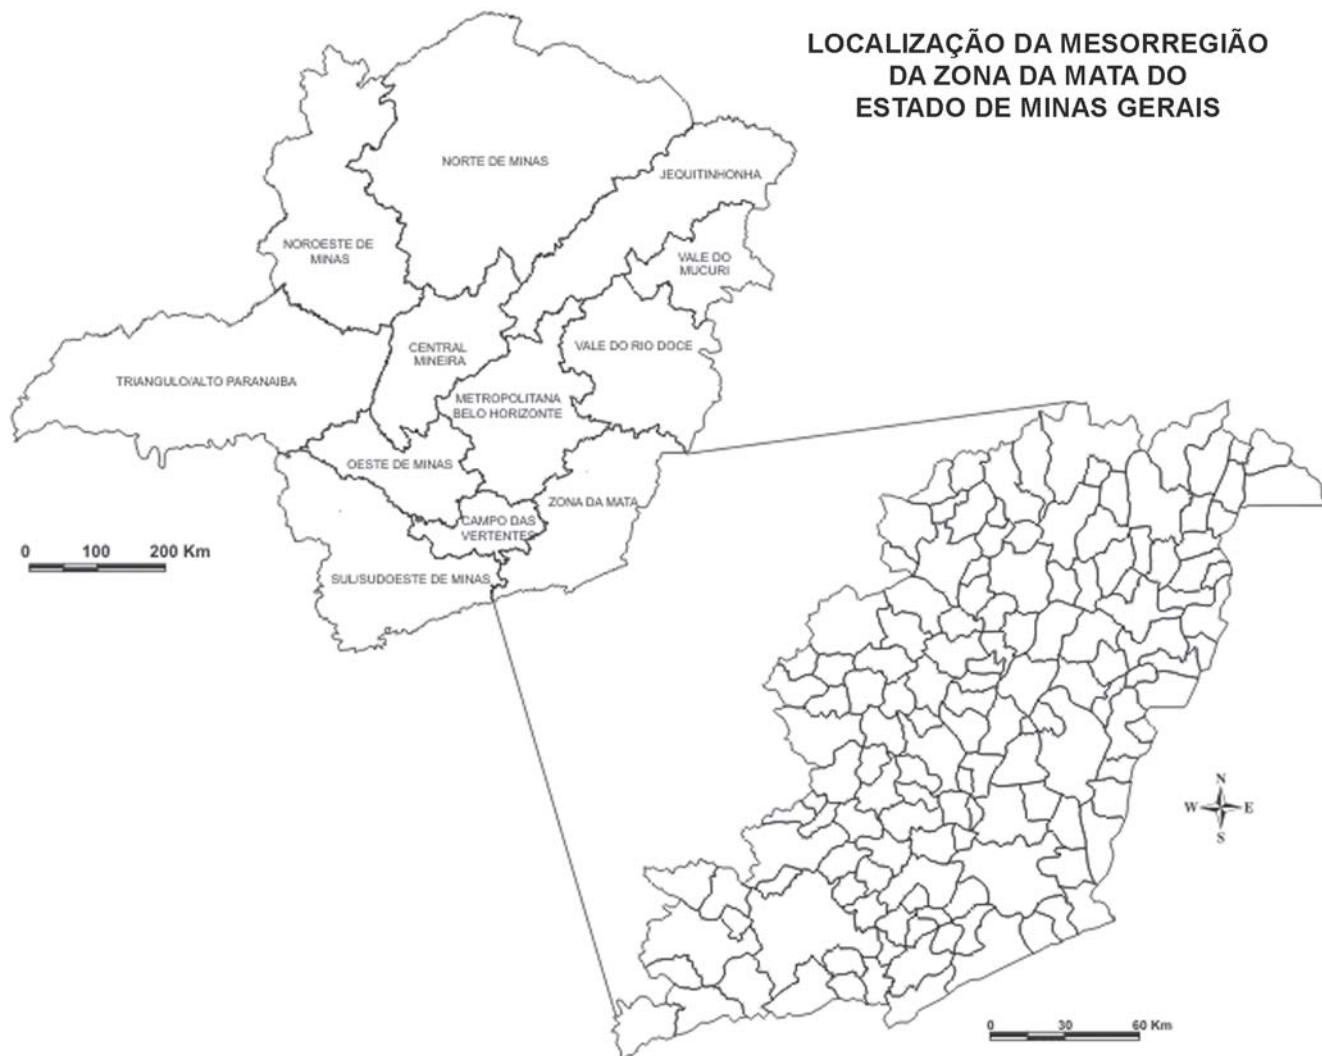 LOCALIZAÇÃO DA MESORREGIÃO
DA ZONA DA MATA DO
ESTADO DE MINAS GERAIS
NORTE DE MINAS
JEQUITINHONHA
NOROESTE DE
MINAS
VALE DO
MUCURI
CENTRAL
MINEIRA
VALE DO RIO DOCE
TRIANGULO/ALTO PARANAIBA
METROPOLITANA
BELO HORIZONTE
OESTE DE MINAS
ZONA DA MATA
CAMPO DAS
VERTENTES
SUL/SUDOESTE DE MINAS
0 100 200 Km
N
W E
S
0 30 60 Km